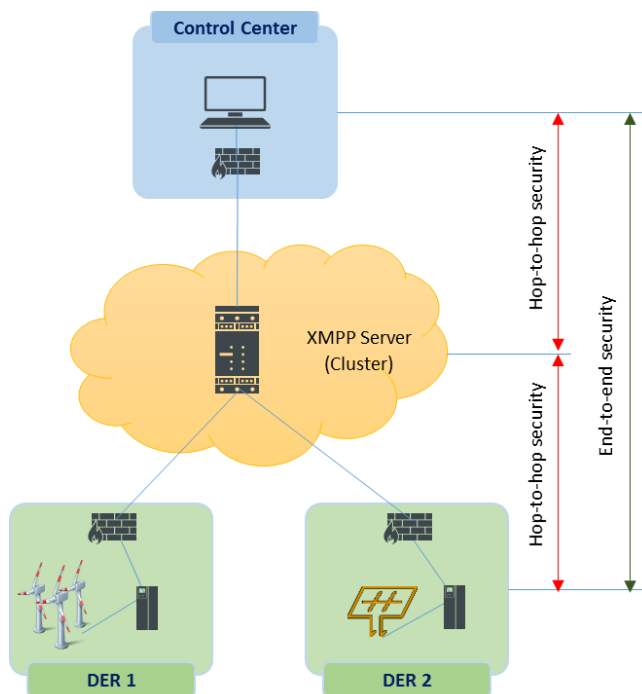 Control Center
Hop-to-hop security
XMPP Server
(Cluster)
End-to-end security
Hop-to-hop security
DER 1
DER 2